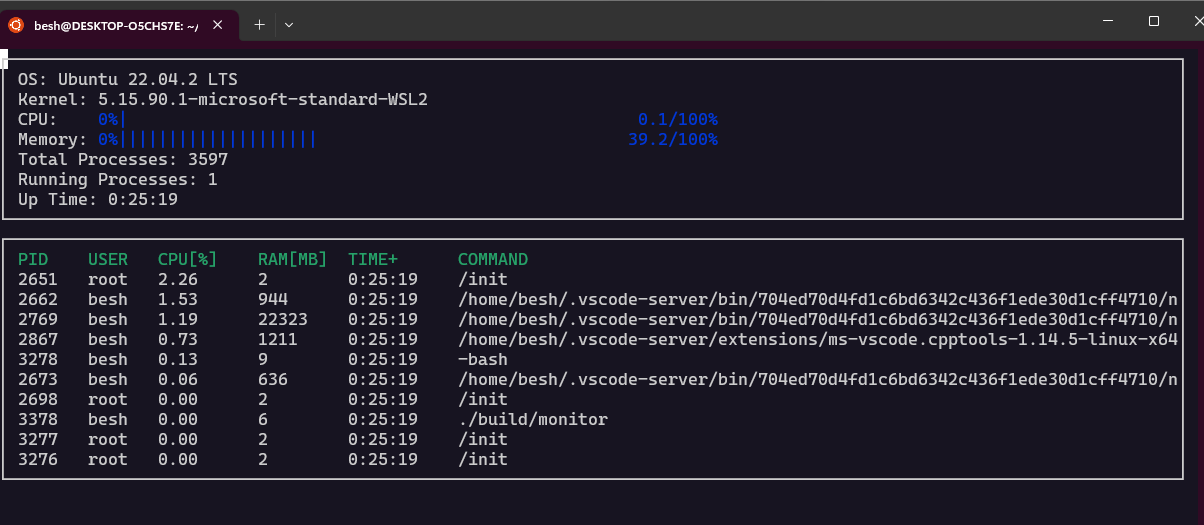 besh@DESKTOP-O5CHS7E: ~/
OS: Ubuntu 22.04.2 LTS
Kernel: 5.15.90.1-microsoft-standard-WSL2
CPU: 0%| 0.1/100%
Memory: 0%|||||||||||||||||||| 39.2/100%
Total Processes: 3597
Running Processes: 1
Up Time: 0:25:19
PID USER CPU[%] RAM[MB] TIME+ COMMAND
2651 root 2.26 2 0:25:19 /init
2662 besh 1.53 944 0:25:19 /home/besh/.vscode-server/bin/704ed70d4fd1c6bd6342c436f1ede30d1cff4710/n
2769 besh 1.19 22323 0:25:19 /home/besh/.vscode-server/bin/704ed70d4fd1c6bd6342c436f1ede30d1cff4710/n
2867 besh 0.73 1211 0:25:19 /home/besh/.vscode-server/extensions/ms-vscode.cpptools-1.14.5-linux-x64
3278 besh 0.13 9 0:25:19 -bash
2673 besh 0.06 636 0:25:19 /home/besh/.vscode-server/bin/704ed70d4fd1c6bd6342c436f1ede30d1cff4710/n
2698 root 0.00 2 0:25:19 /init
3378 besh 0.00 6 0:25:19 ./build/monitor
3277 root 0.00 2 0:25:19 /init
3276 root 0.00 2 0:25:19 /init